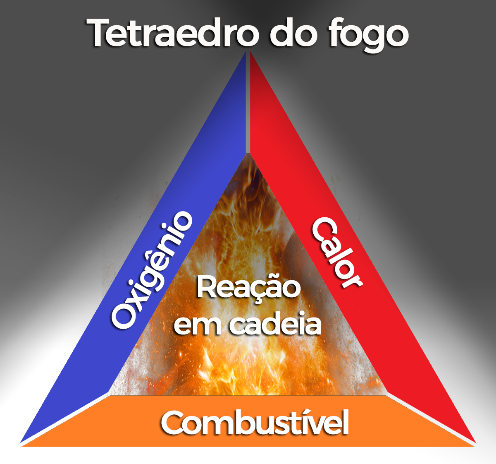 Tetraedro do fogo
Oxigênio
Calor
Reação
em cadeia
Combustível